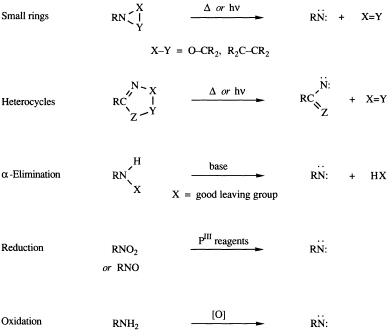 Small rings RN X Y Δ or hν RN: + X=Y
X–Y = O–CR₂, R₂C–CR₂
Heterocycles RC N X Y Z Δ or hν RC N: Z + X=Y
α-Elimination RN H X base RN: + HX
X = good leaving group
Reduction RNO₂ Pᴵᴵᴵ reagents RN:
or RNO
Oxidation RNH₂ [O] RN: